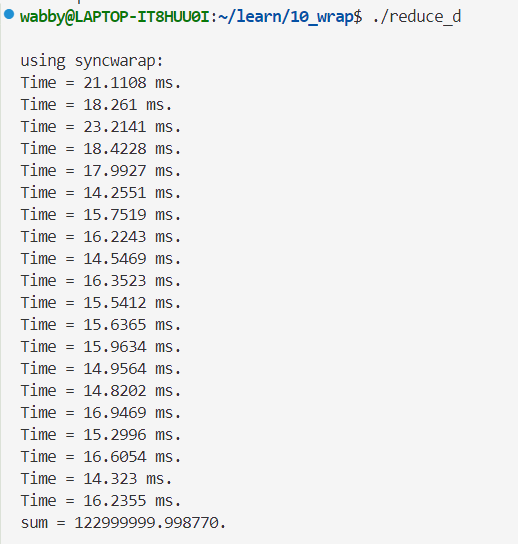 wabby@LAPTOP-IT8HUU0I:~/learn/10_wrap$ ./reduce_d
using syncwarap:
Time = 21.1108 ms.
Time = 18.261 ms.
Time = 23.2141 ms.
Time = 18.4228 ms.
Time = 17.9927 ms.
Time = 14.2551 ms.
Time = 15.7519 ms.
Time = 16.2243 ms.
Time = 14.5469 ms.
Time = 16.3523 ms.
Time = 15.5412 ms.
Time = 15.6365 ms.
Time = 15.9634 ms.
Time = 14.9564 ms.
Time = 14.8202 ms.
Time = 16.9469 ms.
Time = 15.2996 ms.
Time = 16.6054 ms.
Time = 14.323 ms.
Time = 16.2355 ms.
sum = 122999999.998770.